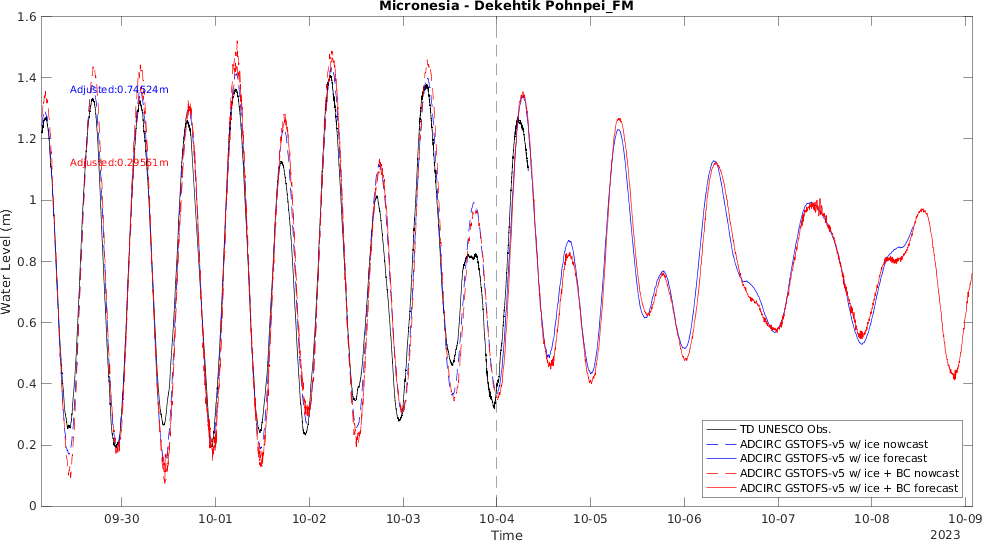 Micronesia - Dekehtik Pohnpei_FM
1.6
1.4
1.2
1
0.8
0.6
0.4
0.2
0
Water Level (m)
Adjusted:0.74524m
Adjusted:0.29551m
TD UNESCO Obs.
ADCIRC GSTOFS-v5 w/ ice nowcast
ADCIRC GSTOFS-v5 w/ ice forecast
ADCIRC GSTOFS-v5 w/ ice + BC nowcast
ADCIRC GSTOFS-v5 w/ ice + BC forecast
09-30 10-01 10-02 10-03 10-04 10-05 10-06 10-07 10-08 10-09
Time
2023